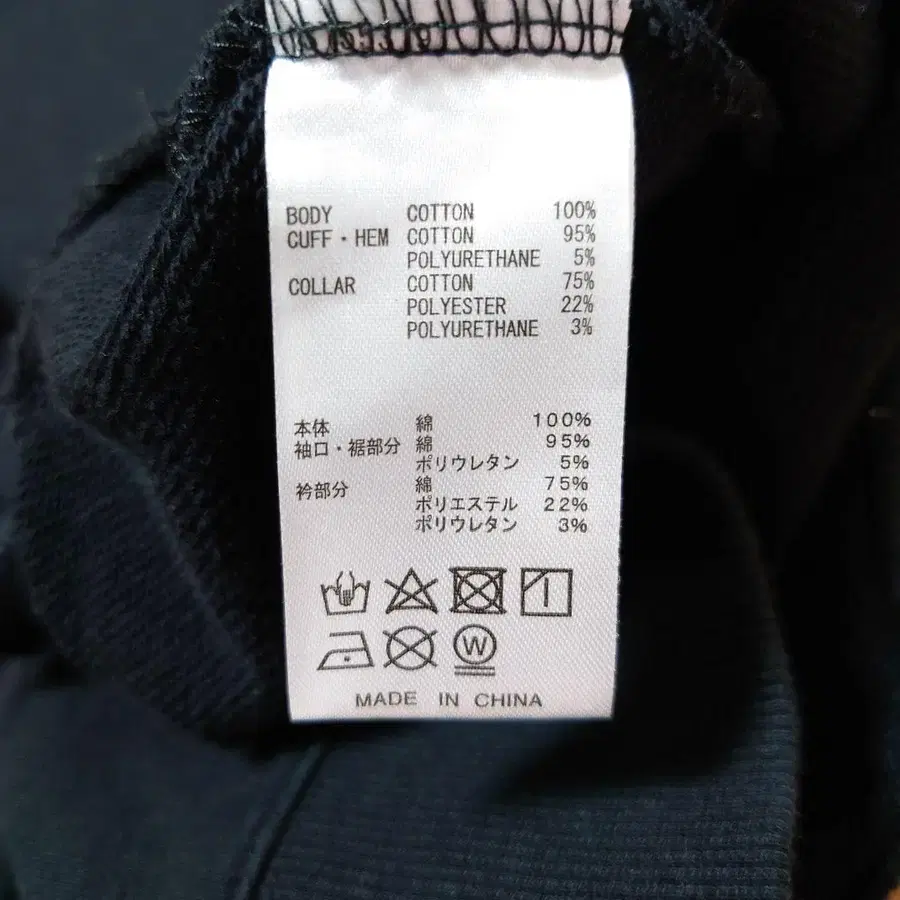 BODY COTTON 100%
CUFF・HEM COTTON 95%
POLYURETHANE 5%
COLLAR COTTON 75%
POLYESTER 22%
POLYURETHANE 3%
本体 綿 100%
袖口・裾部分 綿 95%
ポリウレタン 5%
衿部分 綿 75%
ポリエステル 22%
ポリウレタン 3%
W
MADE IN CHINA